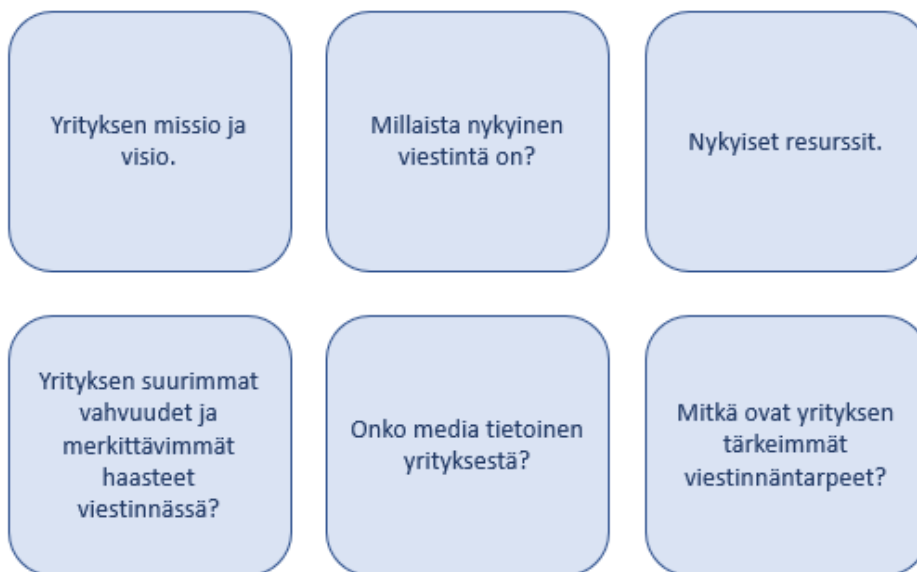 Yrityksen missio ja
visio.
Millaista nykyinen
viestintä on?
Nykyiset resurssit.
Yrityksen suurimmat
vahvuudet ja
merkittävimmät
haasteet
viestinnässä?
Onko media tietoinen
yrityksestä?
Mitkä ovat yrityksen
tärkeimmät
viestinnäntarpeet?